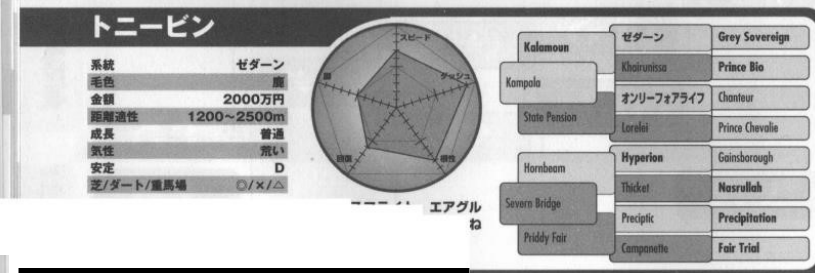 トニービン
系統 ゼダーン
毛色 鹿
金額 2000万円
距離適性 1200~2500m
成長 普通
気性 荒い
安定 D
芝/ダート/重馬場 ◎/×/△
スピード
ダッシュ
根性
回復
エアグル
ね
Kalamoun
Kampala
State Pension
Hornbeam
Severn Bridge
Priddy Fair
ゼダーン Grey Sovereign
Khairunissa Prince Bio
オンリーフォアライフ Chanteur
Lorelei Prince Chevalie
Hyperion Gainsborough
Thicket Nasrullah
Preciptic Precipitation
Campanette Fair Trial